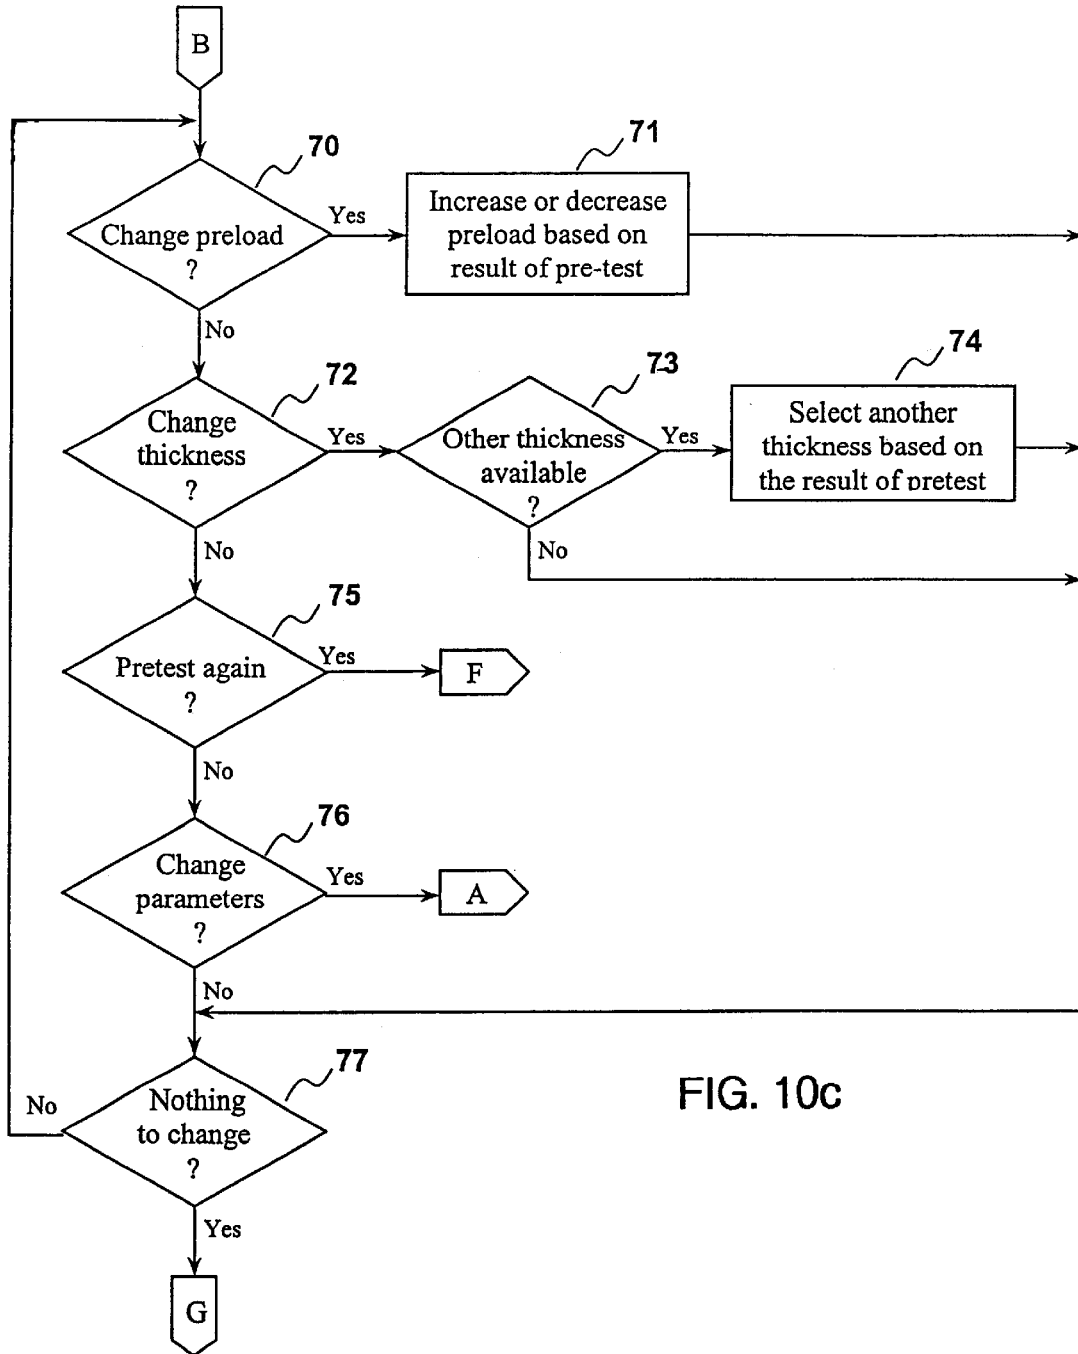 B
70
Change preload
?
Yes
71
Increase or decrease
preload based on
result of pre-test
No
72
Change
thickness
?
Yes
73
Other thickness
available
?
Yes
74
Select another
thickness based on
the result of pretest
No
No
75
Pretest again
?
Yes
F
No
76
Change
parameters
?
Yes
A
No
77
Nothing
to change
?
No
Yes
G
FIG. 10c